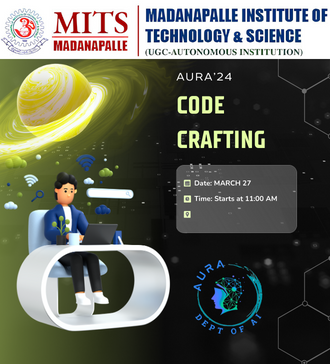 MITS
MADANAPALLE
MADANAPALLE INSTITUTE OF
TECHNOLOGY & SCIENCE
(UGC-AUTONOMOUS INSTITUTION)
AURA'24
CODE
CRAFTING
Date: MARCH 27
Time: Starts at 11:00 AM
AURA
DEPT OF AI